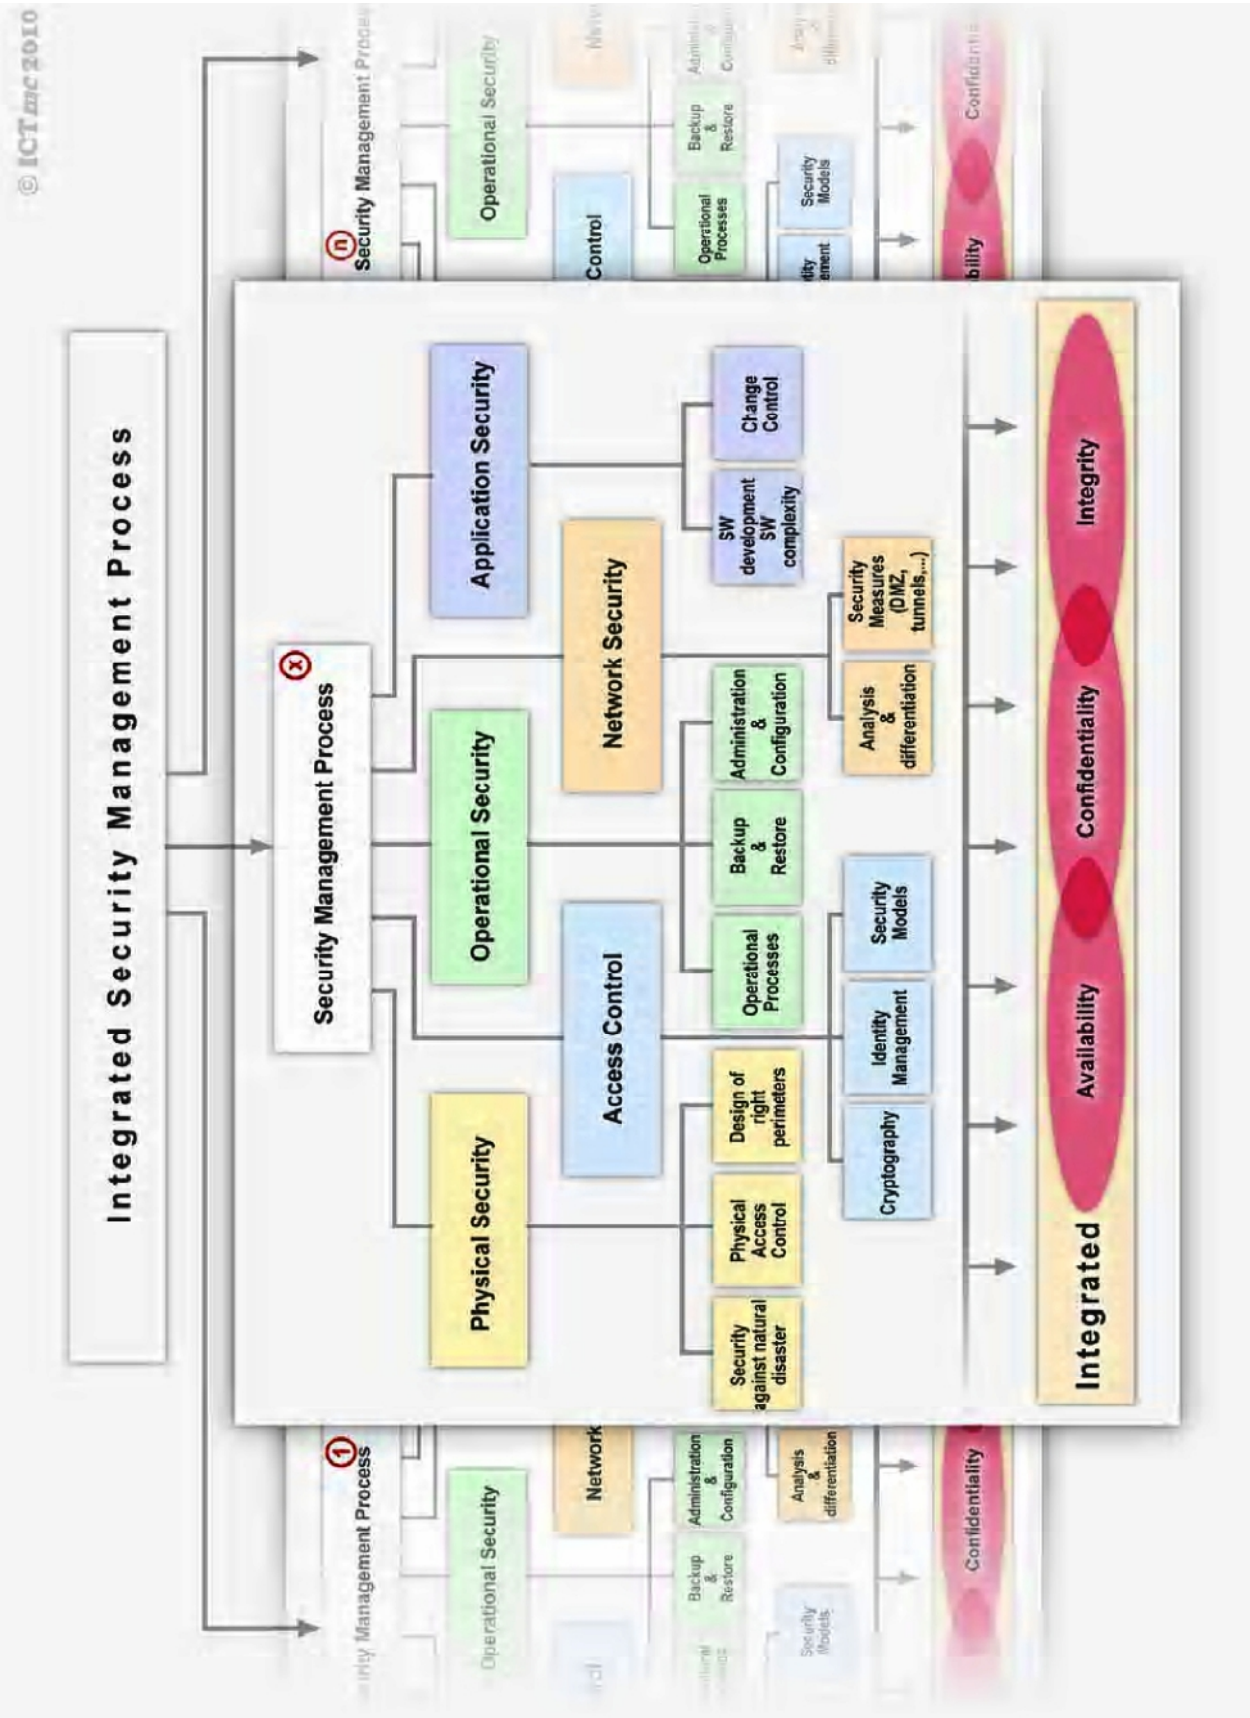 © ICTmc 2010
Integrated Security Management Process
1
Security Management Process
x
Security Management Process
n
Security Management Process
Operational Security
Network
Administration
&
Configuration
Backup
&
Restore
Analysis
&
differentiation
Security
Models
Confidentiality
Physical Security
Operational Security
Application Security
Access Control
Network Security
Security
against natural
disaster
Physical
Access
Control
Design of
right
perimeters
Operational
Processes
Backup
&
Restore
Administration
&
Configuration
SW
development
SW
complexity
Change
Control
Cryptography
Identity
Management
Security
Models
Analysis
&
differentiation
Security
Measures
(DMZ,
tunnels,...)
Integrated
Availability
Confidentiality
Integrity
Operational Security
Control
Operational
Processes
Backup
&
Restore
Security
Models